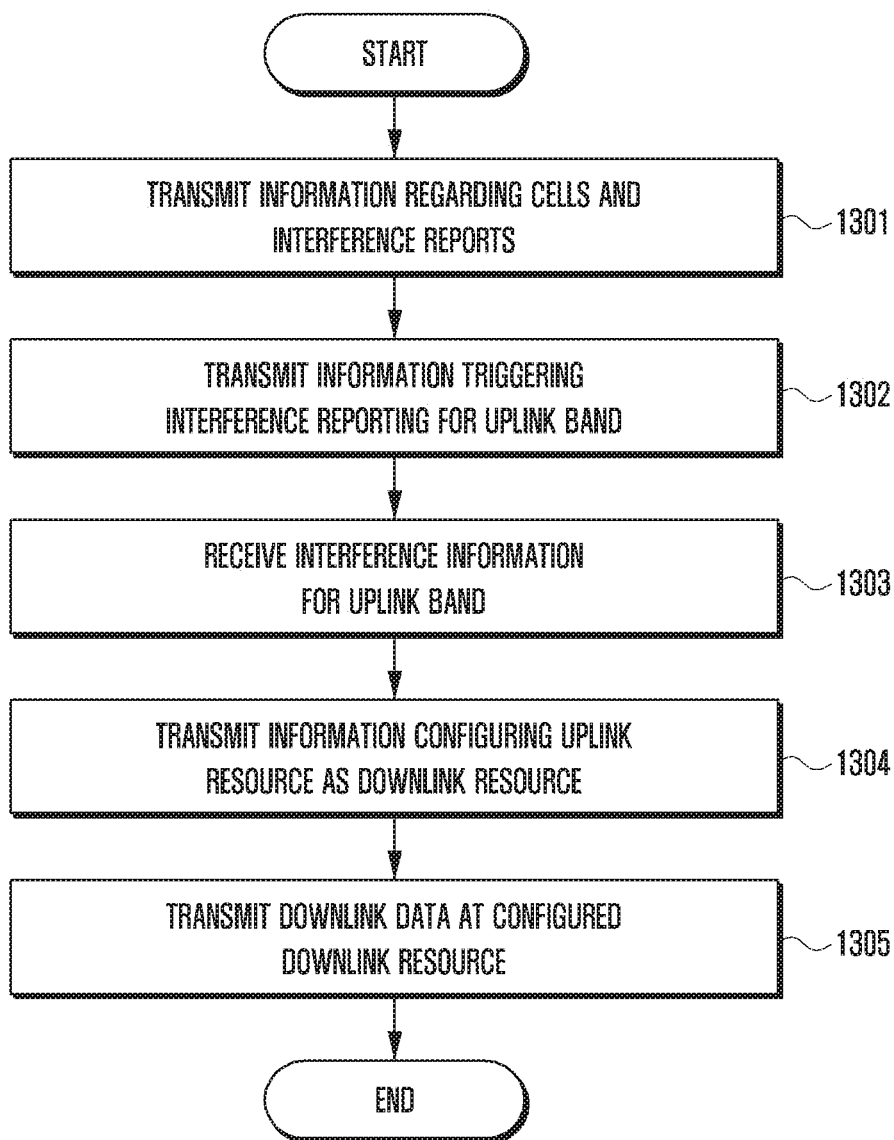 START
TRANSMIT INFORMATION REGARDING CELLS AND
INTERFERENCE REPORTS
1301
TRANSMIT INFORMATION TRIGGERING
INTERFERENCE REPORTING FOR UPLINK BAND
1302
RECEIVE INTERFERENCE INFORMATION
FOR UPLINK BAND
1303
TRANSMIT INFORMATION CONFIGURING UPLINK
RESOURCE AS DOWNLINK RESOURCE
1304
TRANSMIT DOWNLINK DATA AT CONFIGURED
DOWNLINK RESOURCE
1305
END